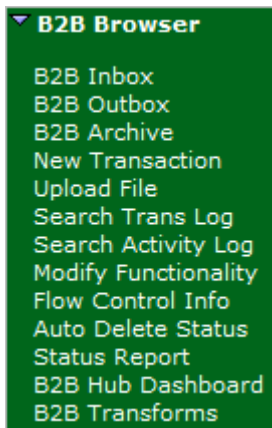 B2B Browser
B2B Inbox
B2B Outbox
B2B Archive
New Transaction
Upload File
Search Trans Log
Search Activity Log
Modify Functionality
Flow Control Info
Auto Delete Status
Status Report
B2B Hub Dashboard
B2B Transforms